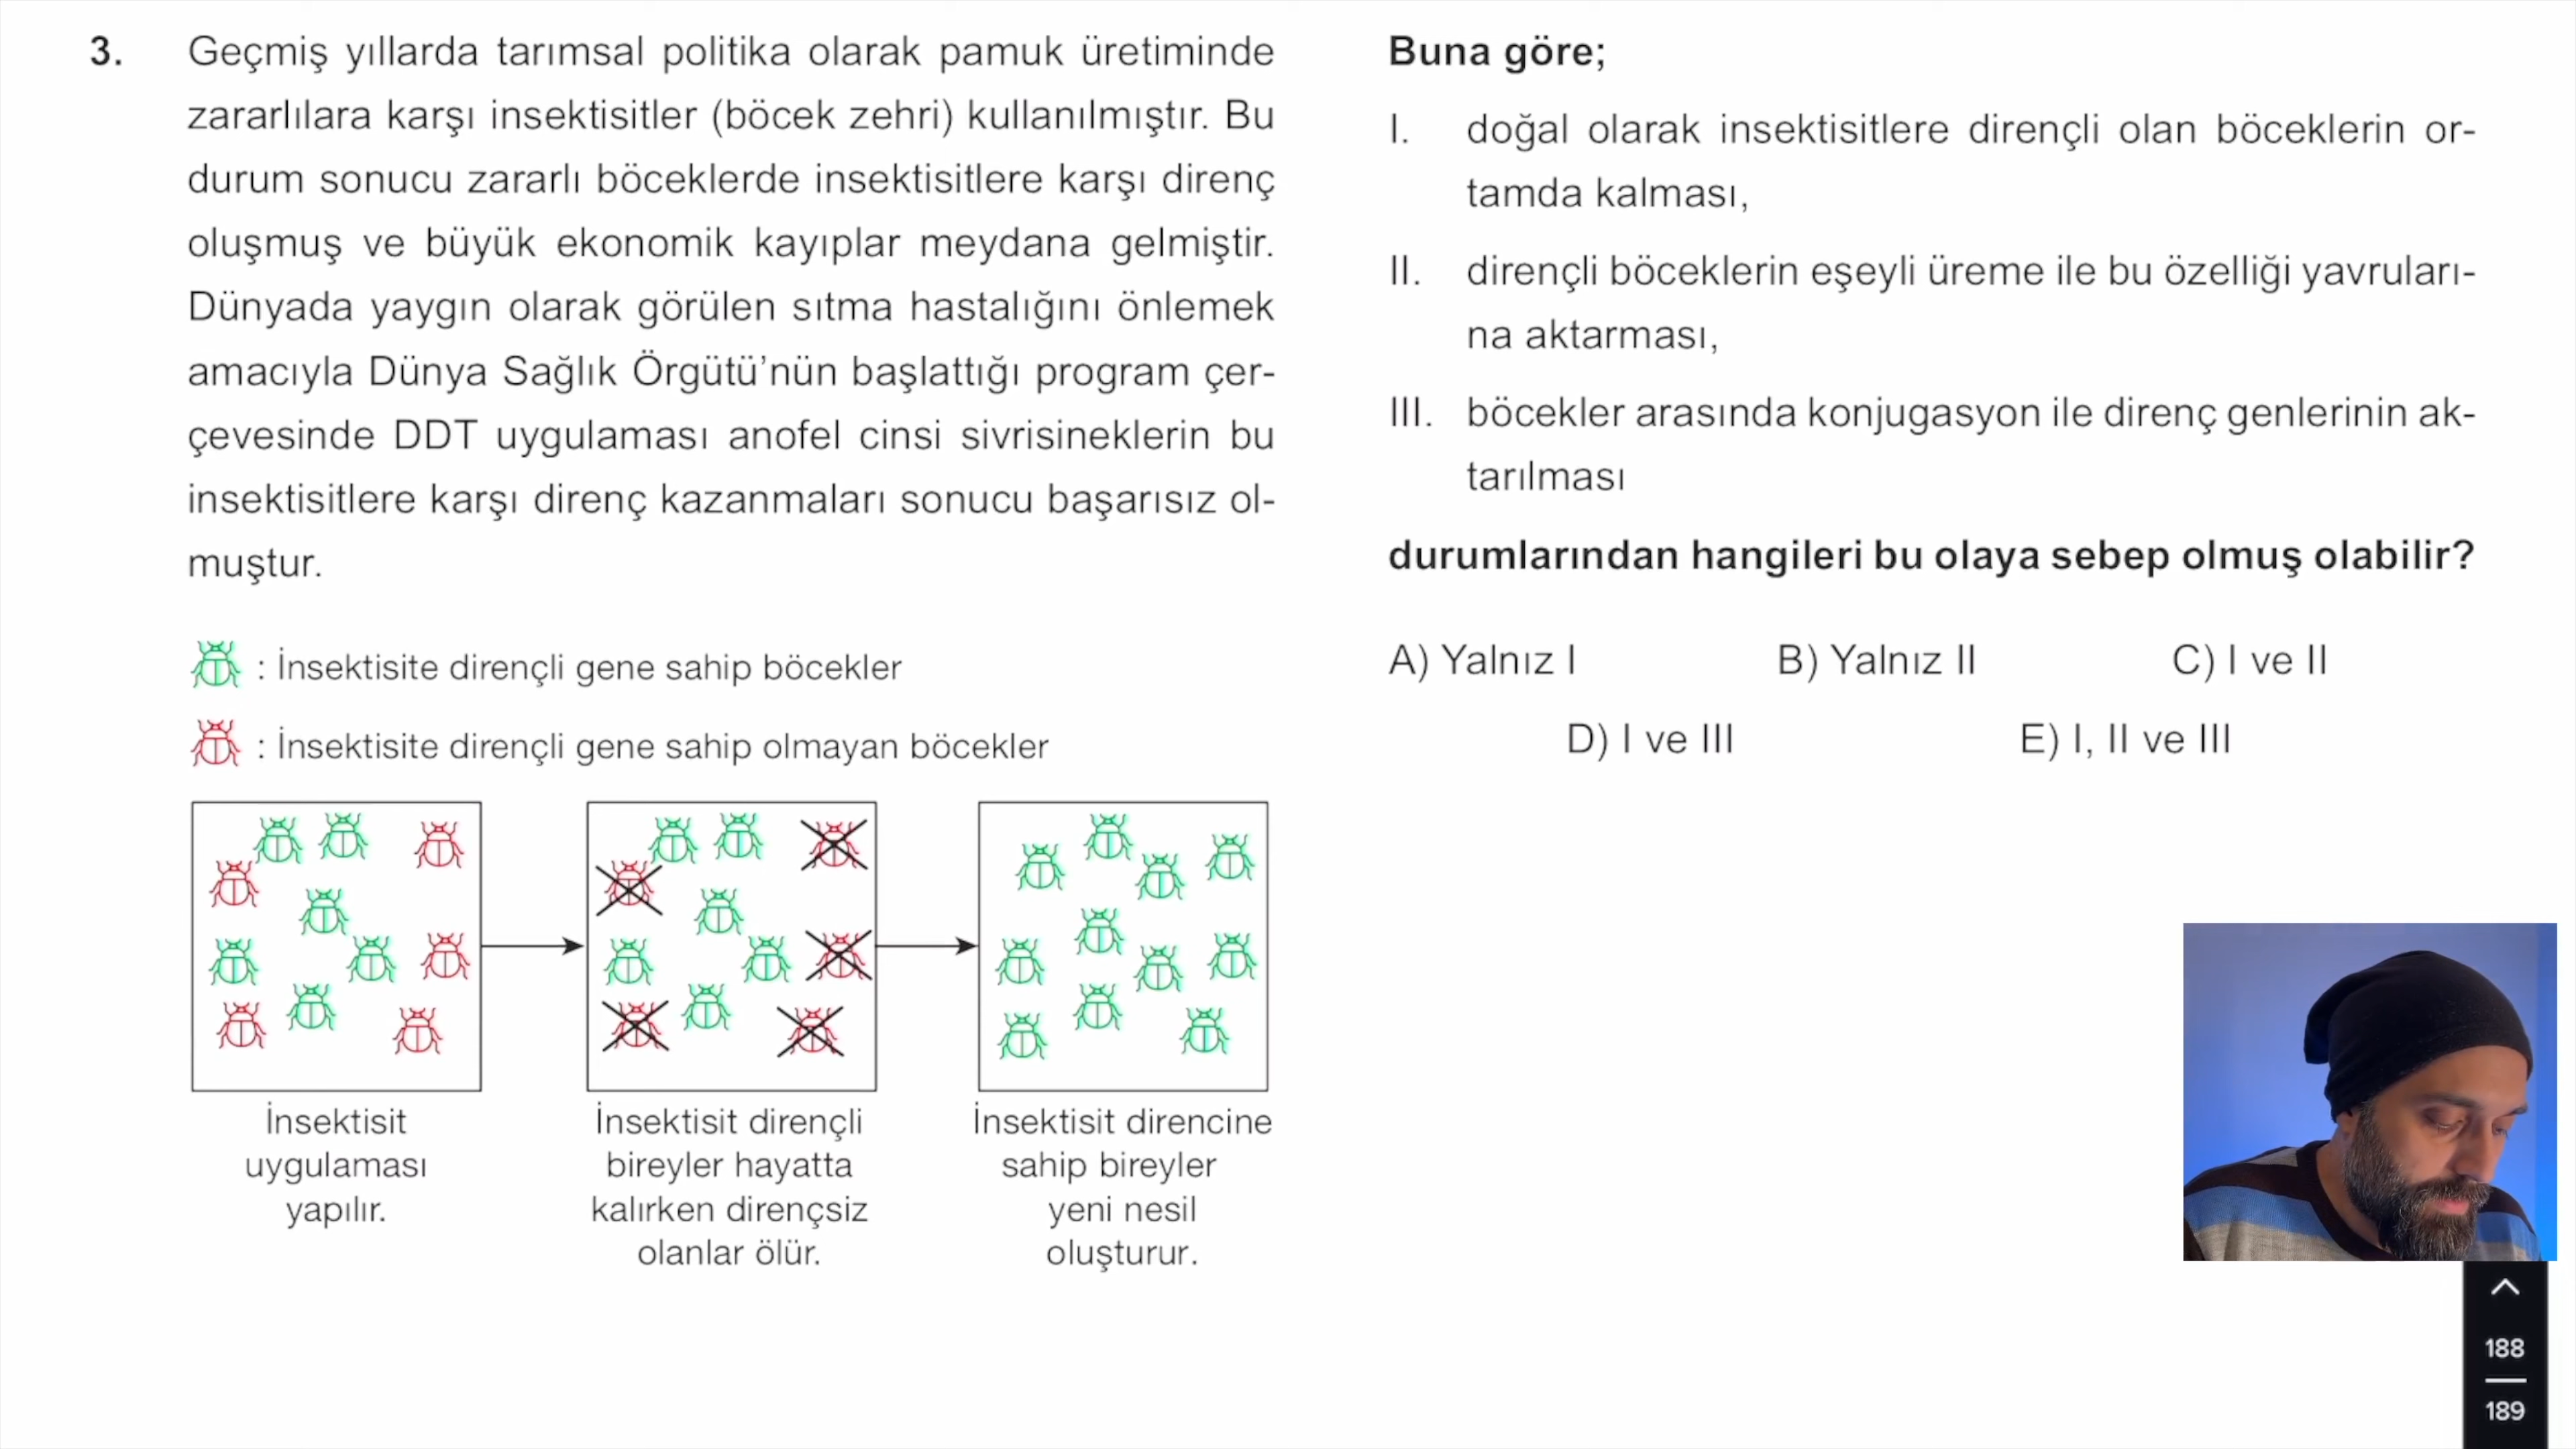 3. Geçmiş yıllarda tarımsal politika olarak pamuk üretiminde
zararlılara karşı insektisitler (böcek zehri) kullanılmıştır. Bu
durum sonucu zararlı böceklerde insektisitlere karşı direnç
oluşmuş ve büyük ekonomik kayıplar meydana gelmiştir.
Dünyada yaygın olarak görülen sıtma hastalığını önlemek
amacıyla Dünya Sağlık Örgütü'nün başlattığı program çer-
çevesinde DDT uygulaması anofel cinsi sivrisineklerin bu
insektisitlere karşı direnç kazanmaları sonucu başarısız ol-
muştur.
: İnsektisite dirençli gene sahip böcekler
: İnsektisite dirençli gene sahip olmayan böcekler
İnsektisit
uygulaması
yapılır.
İnsektisit dirençli
bireyler hayatta
kalırken dirençsiz
olanlar ölür.
İnsektisit direncine
sahip bireyler
yeni nesil
oluşturur.
Buna göre;
I. doğal olarak insektisitlere dirençli olan böceklerin or-
tamda kalması,
II. dirençli böceklerin eşeyli üreme ile bu özelliği yavruları-
na aktarması,
III. böcekler arasında konjugasyon ile direnç genlerinin ak-
tarılması
durumlarından hangileri bu olaya sebep olmuş olabilir?
A) Yalnız I B) Yalnız II C) I ve II
D) I ve III E) I, II ve III
188
189